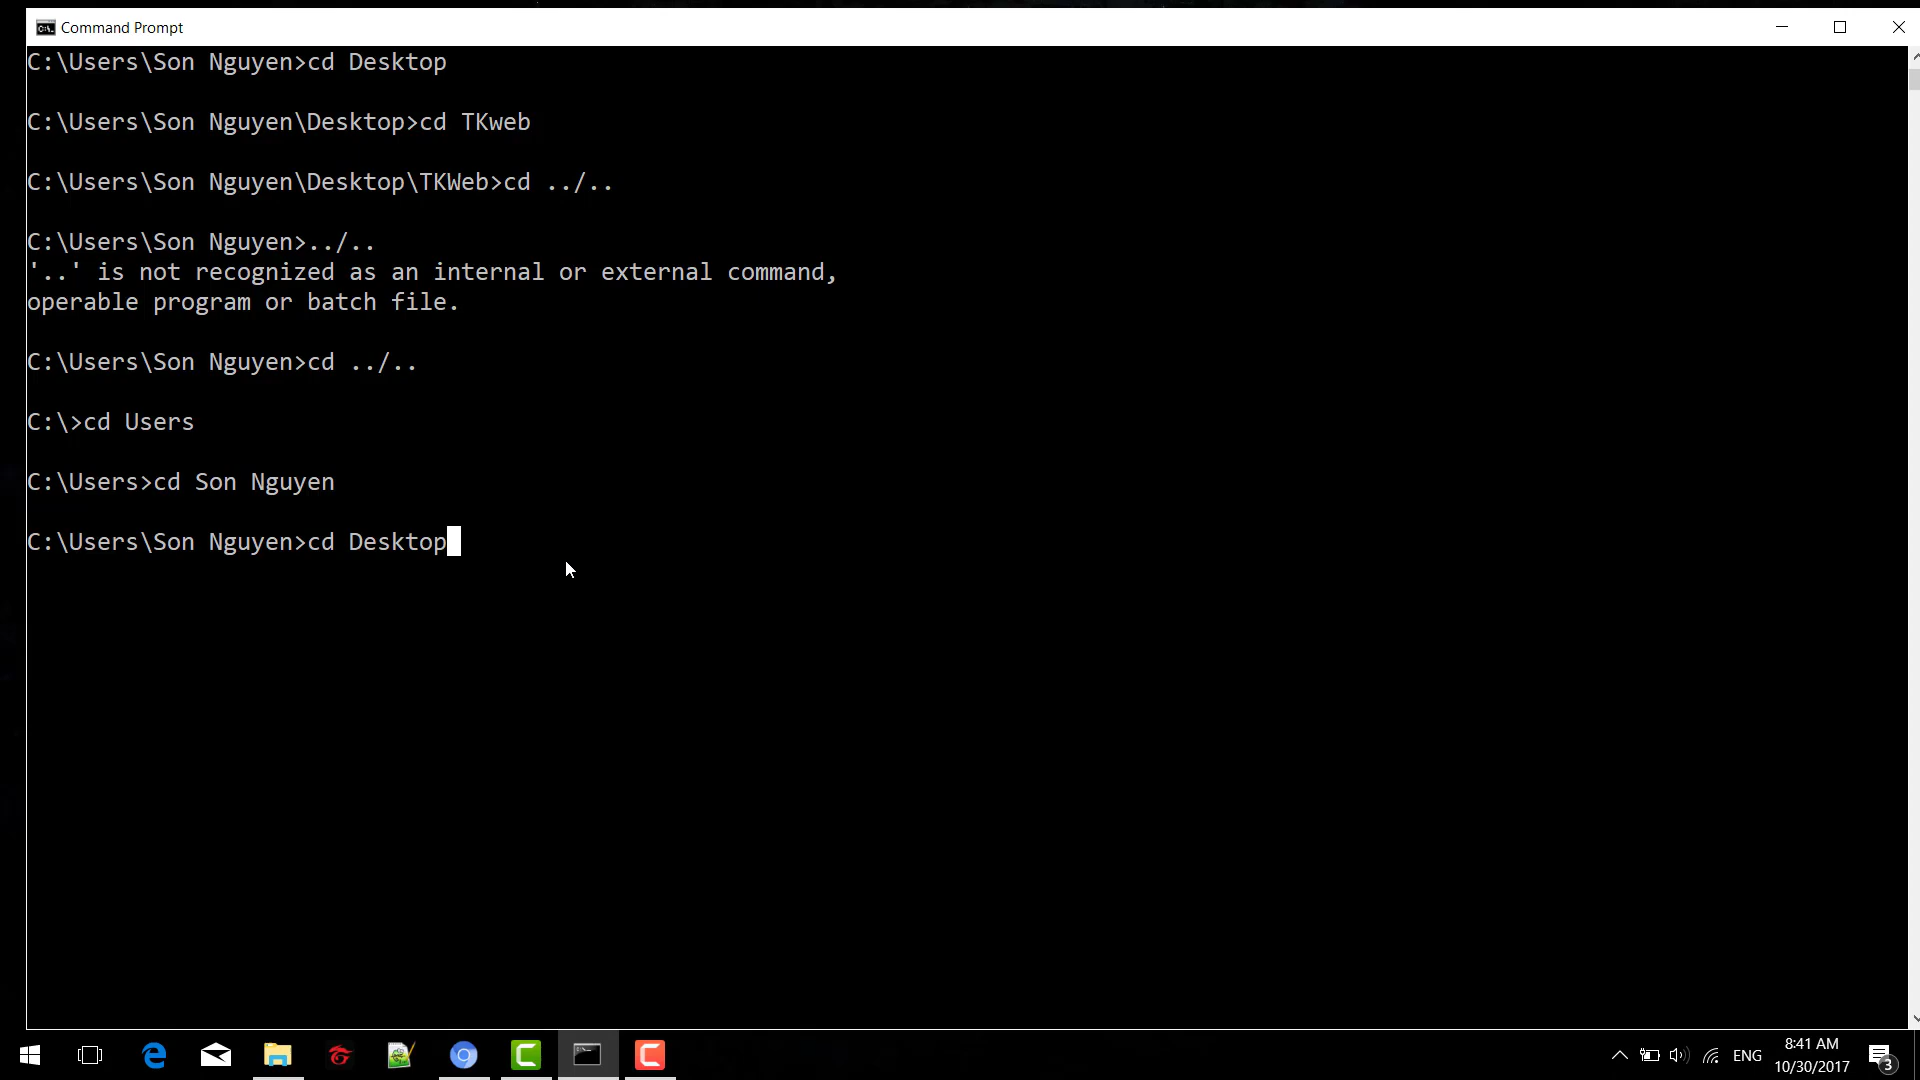 Command Prompt
C:\Users\Son Nguyen>cd Desktop
C:\Users\Son Nguyen\Desktop>cd TKweb
C:\Users\Son Nguyen\Desktop\TKWeb>cd ../..
C:\Users\Son Nguyen>../..
'..' is not recognized as an internal or external command,
operable program or batch file.
C:\Users\Son Nguyen>cd ../..
C:\>cd Users
C:\Users>cd Son Nguyen
C:\Users\Son Nguyen>cd Desktop
ENG
8:41 AM
10/30/2017
3